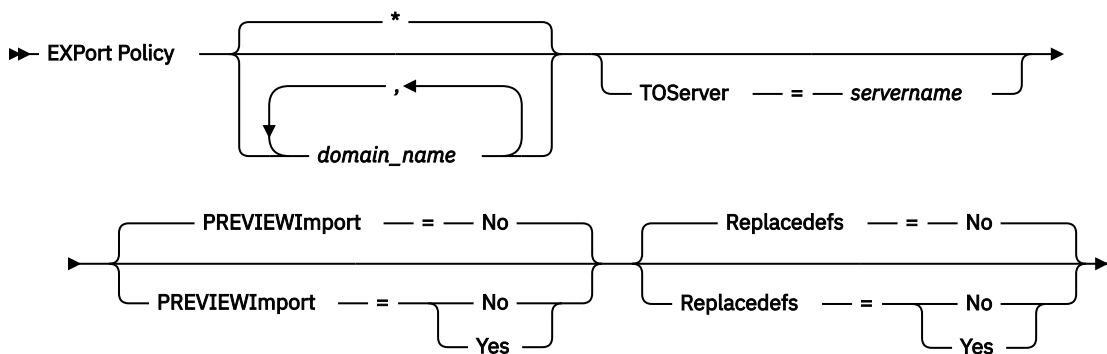 *
EXPort Policy
,
TOServer = servername
domain_name
PREVIEWImport = No Replacedefs = No
PREVIEWImport = No Replacedefs = No
Yes Yes